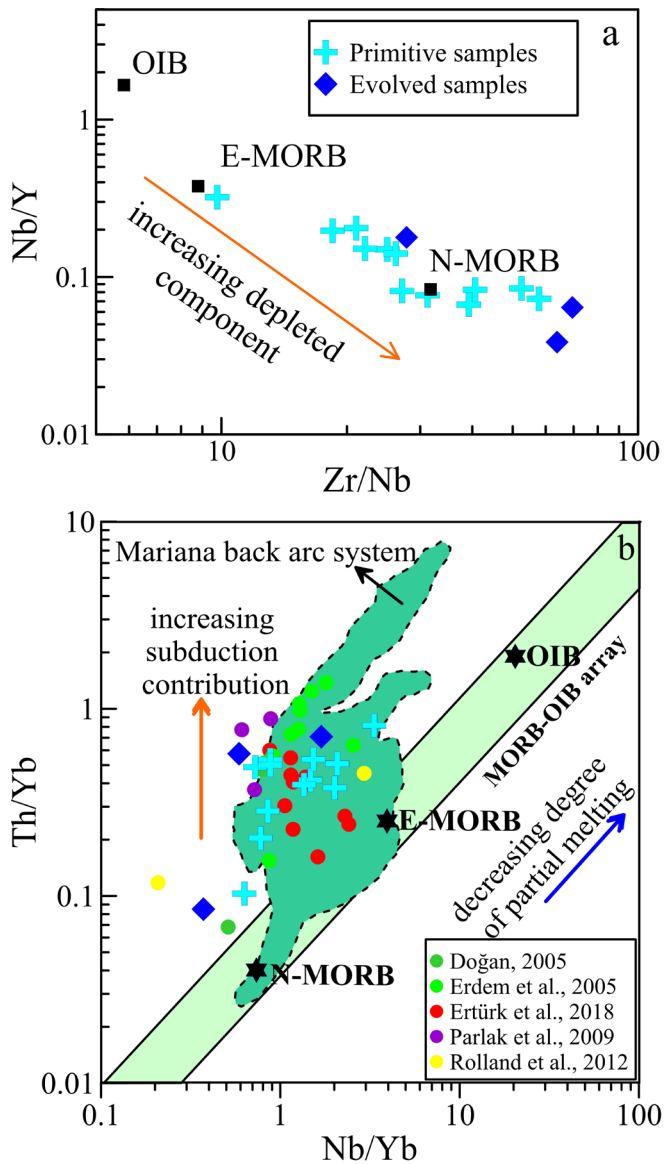 a
Primitive samples
Evolved samples
OIB
E-MORB
N-MORB
increasing depleted
component
1
0.1
0.01
Nb/Y
10
100
Zr/Nb
b
Mariana back arc system
increasing
subduction
contribution
OIB
MORB-OIB array
E-MORB
decreasing degree
of partial melting
N-MORB
Doğan, 2005
Erdem et al., 2005
Ertürk et al., 2018
Parlak et al., 2009
Rolland et al., 2012
10
1
0.1
0.01
Th/Yb
0.1
1
10
100
Nb/Yb